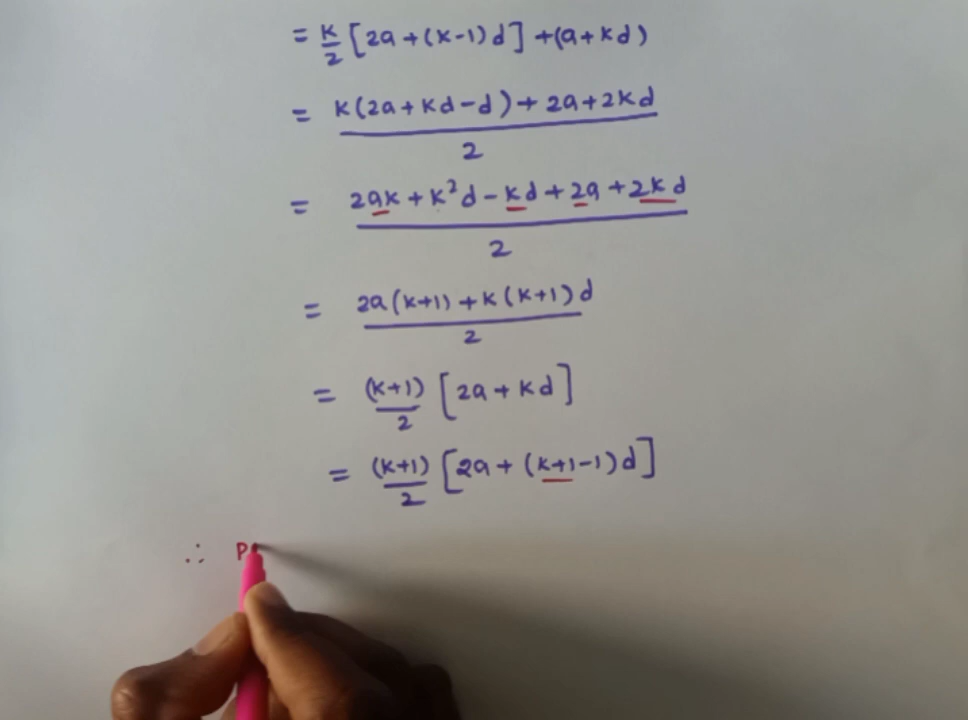 = k/2 [2a + (k-1) d] + (a + kd)
= k(2a + kd - d) + 2a + 2kd / 2
= 2ak + k²d - kd + 2a + 2kd / 2
= 2a(k+1) + k(k+1)d / 2
= (k+1)/2 [2a + kd]
= (k+1)/2 [2a + (k+1-1)d]
∴ P